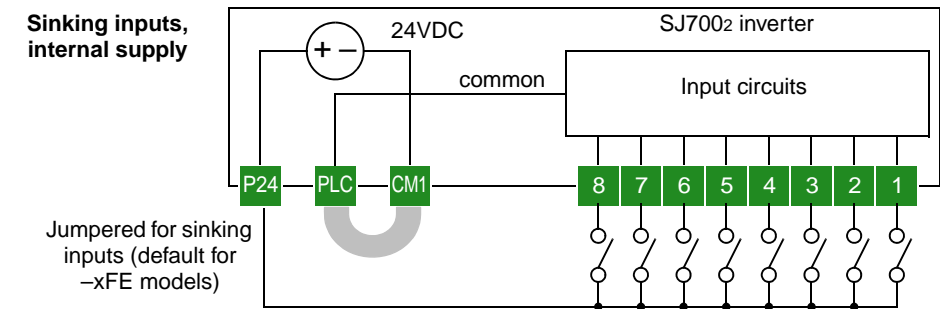 Sinking inputs,
internal supply
+ –
24VDC
SJ7002 inverter
common
Input circuits
P24 PLC CM1 8 7 6 5 4 3 2 1
Jumpered for sinking
inputs (default for
–xFE models)